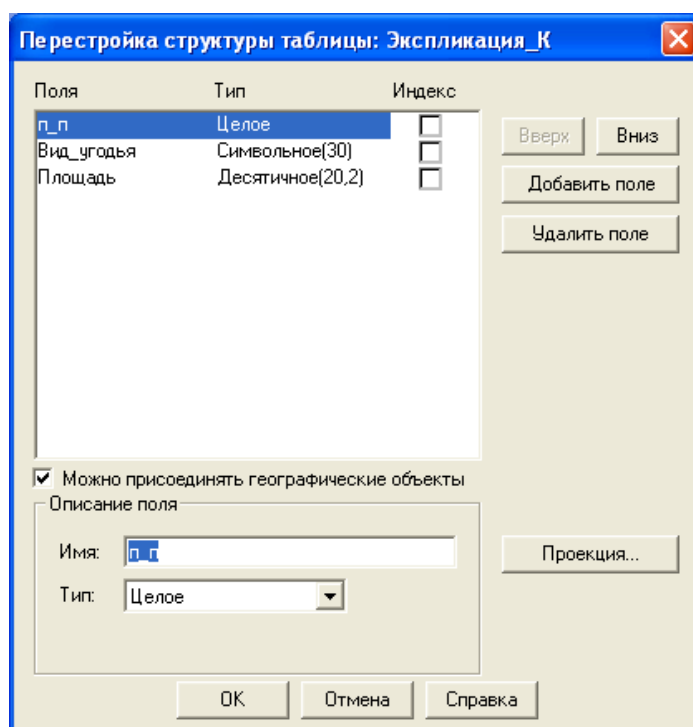 Перестройка структуры таблицы: Экспликация_К
Поля Тип Индекс
п_п Целое
Вид_угодья Символьное(30)
Площадь Десятичное(20,2)
Вверх Вниз
Добавить поле
Удалить поле
Можно присоединять географические объекты
Описание поля
Имя: п_п
Тип: Целое
Проекция...
OK Отмена Справка